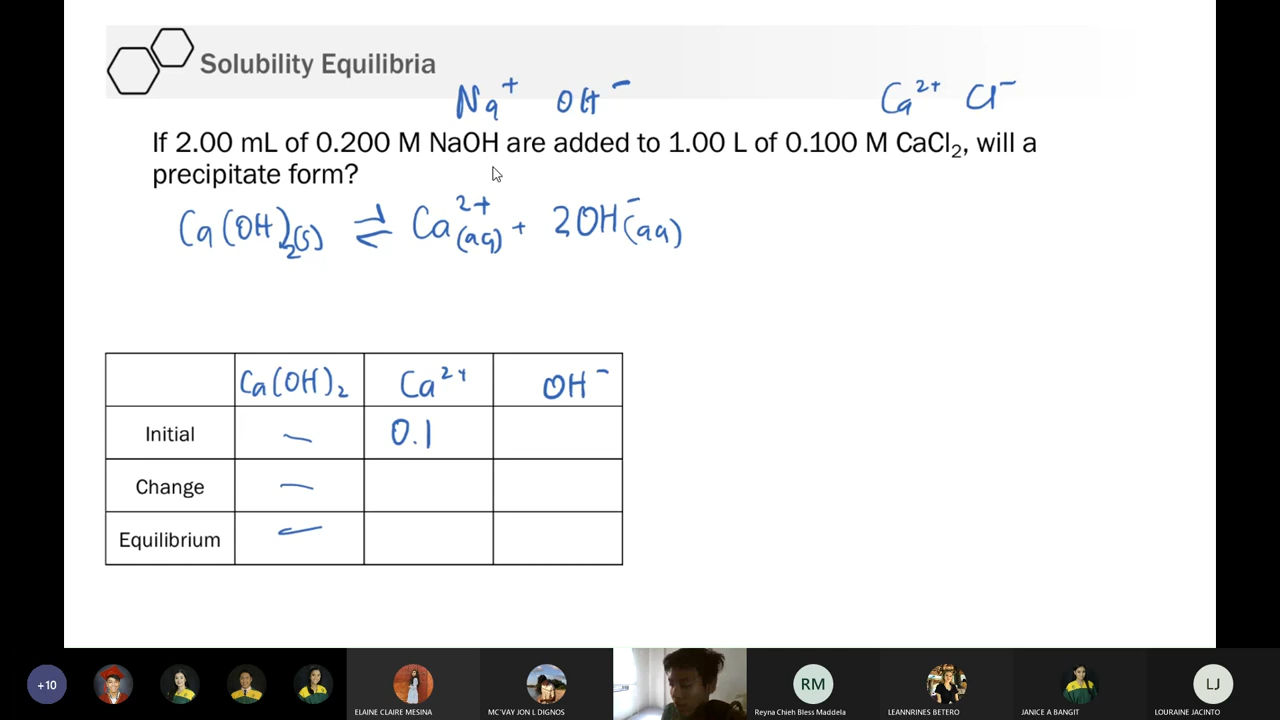 Solubility Equilibria
Na⁺ OH⁻ Ca²⁺ Cl⁻
If 2.00 mL of 0.200 M NaOH are added to 1.00 L of 0.100 M CaCl₂, will a
precipitate form?
Ca(OH)₂(s) ⇌ Ca²⁺(aq) + 2OH⁻(aq)
Ca(OH)₂ Ca²⁺ OH⁻
Initial — 0.1
Change —
Equilibrium —
+10
RM
LJ
ELAINE CLAIRE MESINA
MC'VAY JON L DIGNOS
Reyna Chieh Bless Maddela
LEANNRINES BETERO
JANICE A BANGIT
LOURAINE JACINTO